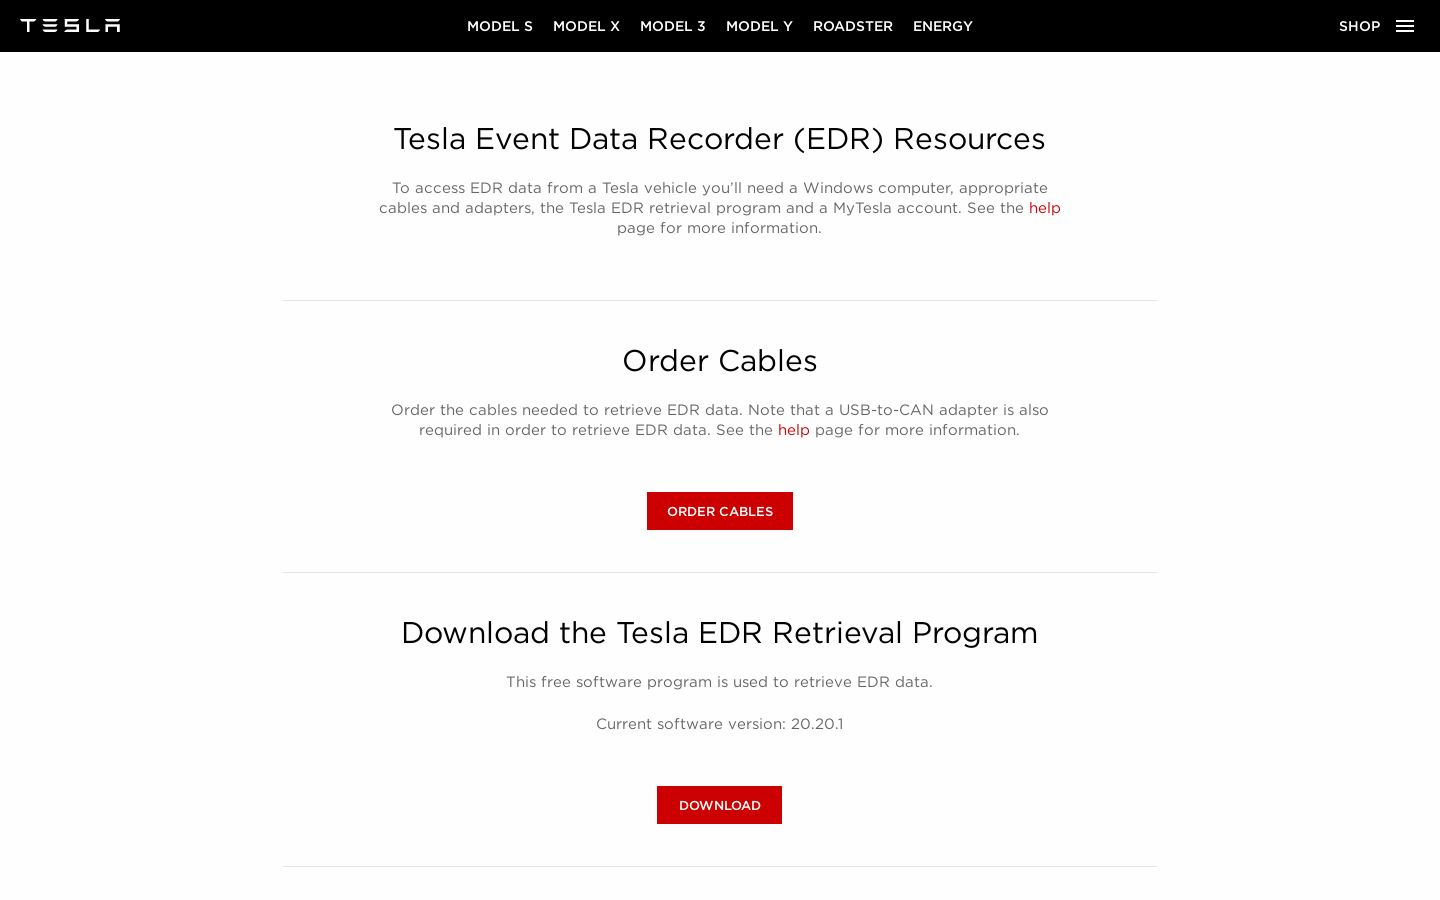 TESLA
MODEL S MODEL X MODEL 3 MODEL Y ROADSTER ENERGY
SHOP
Tesla Event Data Recorder (EDR) Resources
To access EDR data from a Tesla vehicle you’ll need a Windows computer, appropriate
cables and adapters, the Tesla EDR retrieval program and a MyTesla account. See the help
page for more information.
Order Cables
Order the cables needed to retrieve EDR data. Note that a USB-to-CAN adapter is also
required in order to retrieve EDR data. See the help page for more information.
ORDER CABLES
Download the Tesla EDR Retrieval Program
This free software program is used to retrieve EDR data.
Current software version: 20.20.1
DOWNLOAD